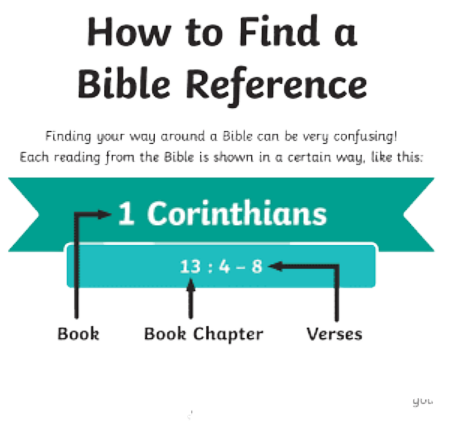 How to Find a
Bible Reference
Finding your way around a Bible can be very confusing!
Each reading from the Bible is shown in a certain way, like this:
1 Corinthians
13 : 4 – 8
Book Book Chapter Verses